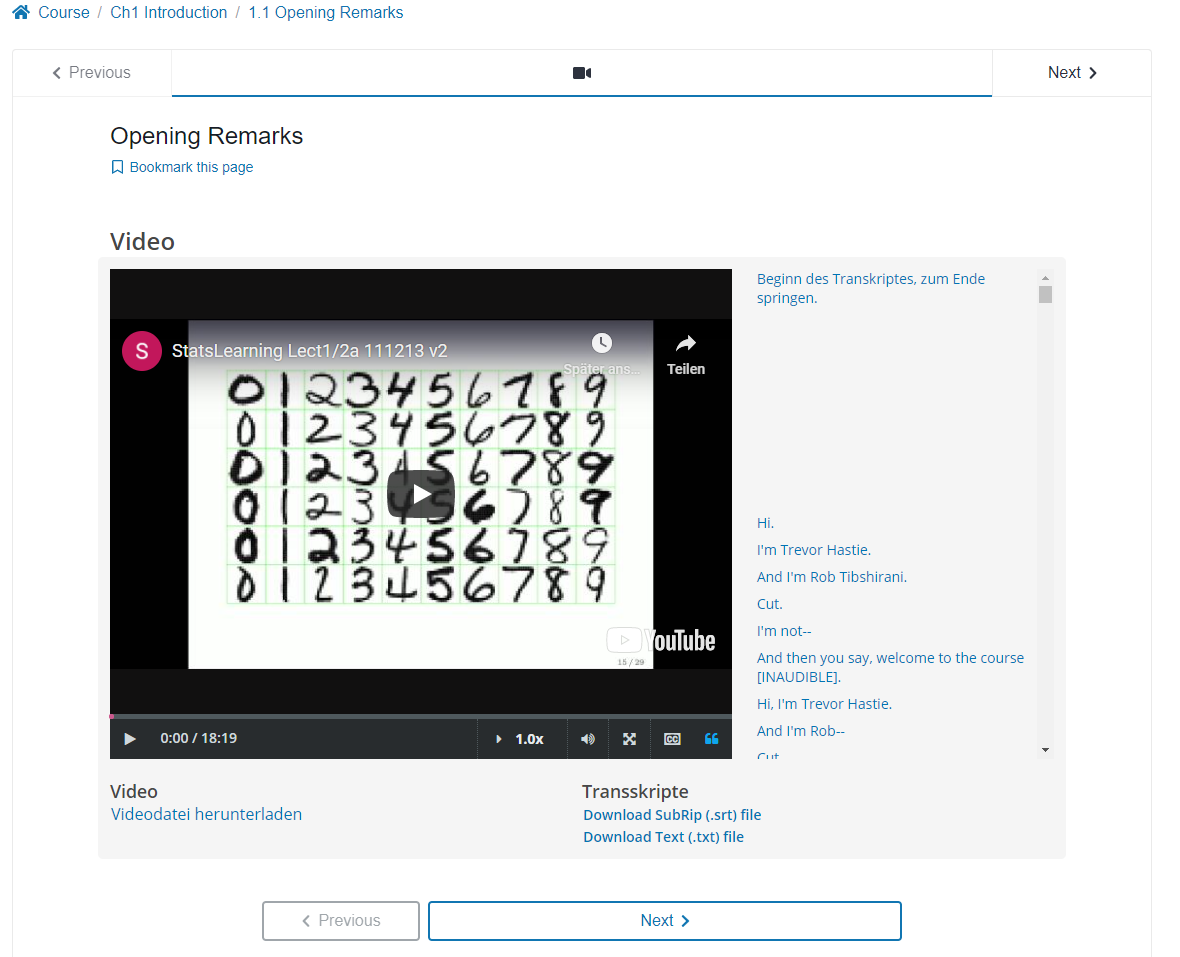 Course / Ch1 Introduction / 1.1 Opening Remarks
Previous
Next
Opening Remarks
Bookmark this page
Video
S StatsLearning Lect1/2a 111213 v2
Später ans...
Teilen
0 1 2 3 4 5 6 7 8 9
0 1 2 3 4 5 6 7 8 9
0 1 2 3 4 5 6 7 8 9
0 1 2 3 4 5 6 7 8 9
0 1 2 3 4 5 6 7 8 9
0 1 2 3 4 5 6 7 8 9
YouTube
15 / 29
0:00 / 18:19
1.0x
CC
Beginn des Transkriptes, zum Ende
springen.
Hi.
I'm Trevor Hastie.
And I'm Rob Tibshirani.
Cut.
I'm not--
And then you say, welcome to the course
[INAUDIBLE].
Hi, I'm Trevor Hastie.
And I'm Rob--
Cut
Video
Videodatei herunterladen
Transskripte
Download SubRip (.srt) file
Download Text (.txt) file
Previous
Next